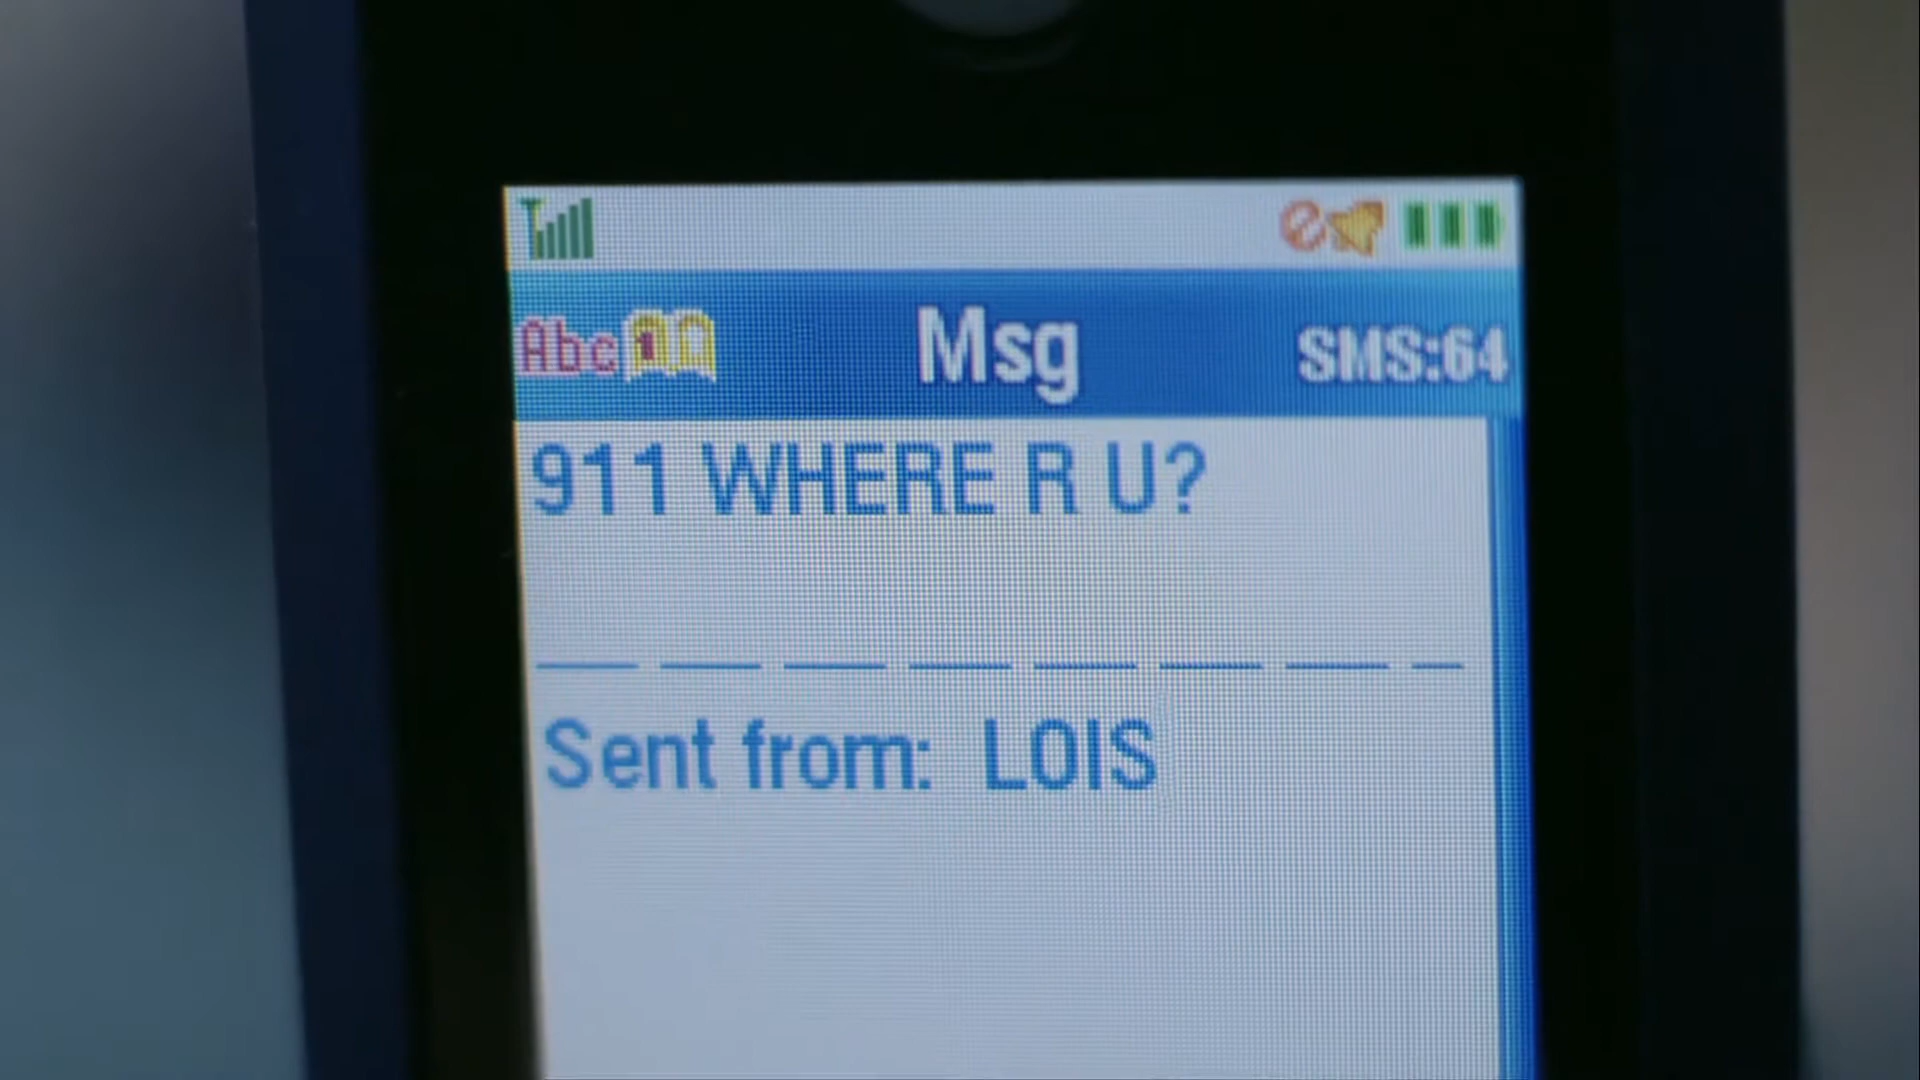 Abc Msg SMS:64
911 WHERE R U?
Sent from: LOIS